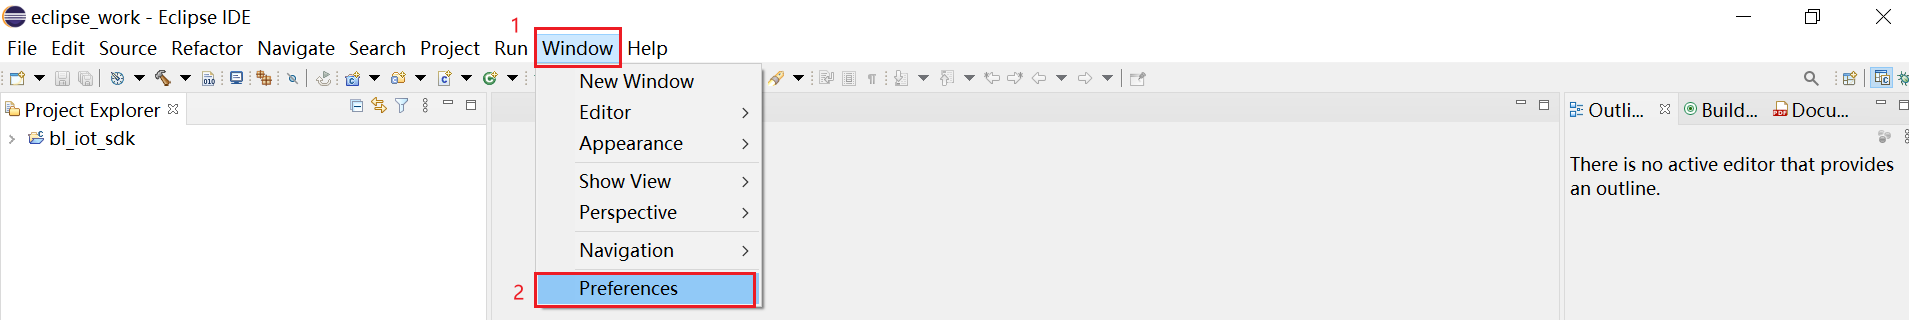 eclipse_work - Eclipse IDE
1
File Edit Source Refactor Navigate Search Project Run Window Help
New Window
Project Explorer
Editor
Outli... Build... Docu...
bl_iot_sdk
Appearance
There is no active editor that provides
an outline.
Show View
Perspective
Navigation
2
Preferences